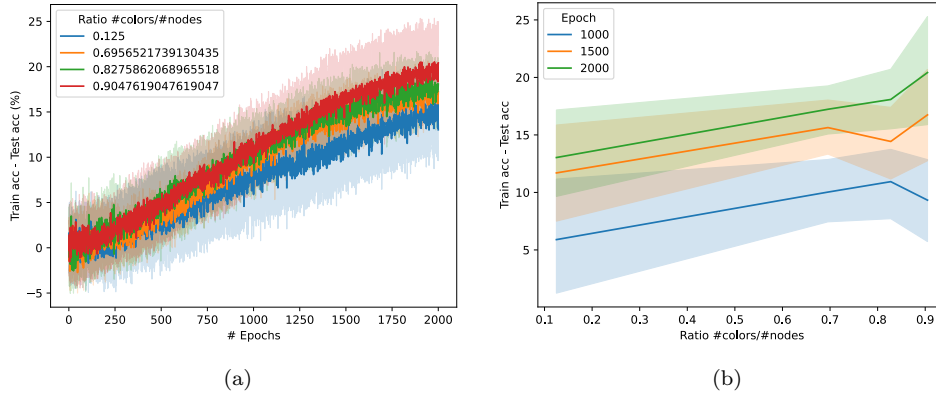 Ratio #colors/#nodes
0.125
0.6956521739130435
0.8275862068965518
0.9047619047619047
25
20
15
10
5
0
−5
Train acc - Test acc (%)
0 250 500 750 1000 1250 1500 1750 2000
# Epochs
(a)
Epoch
1000
1500
2000
25
20
15
10
5
Train acc - Test acc
0.1 0.2 0.3 0.4 0.5 0.6 0.7 0.8 0.9
Ratio #colors/#nodes
(b)